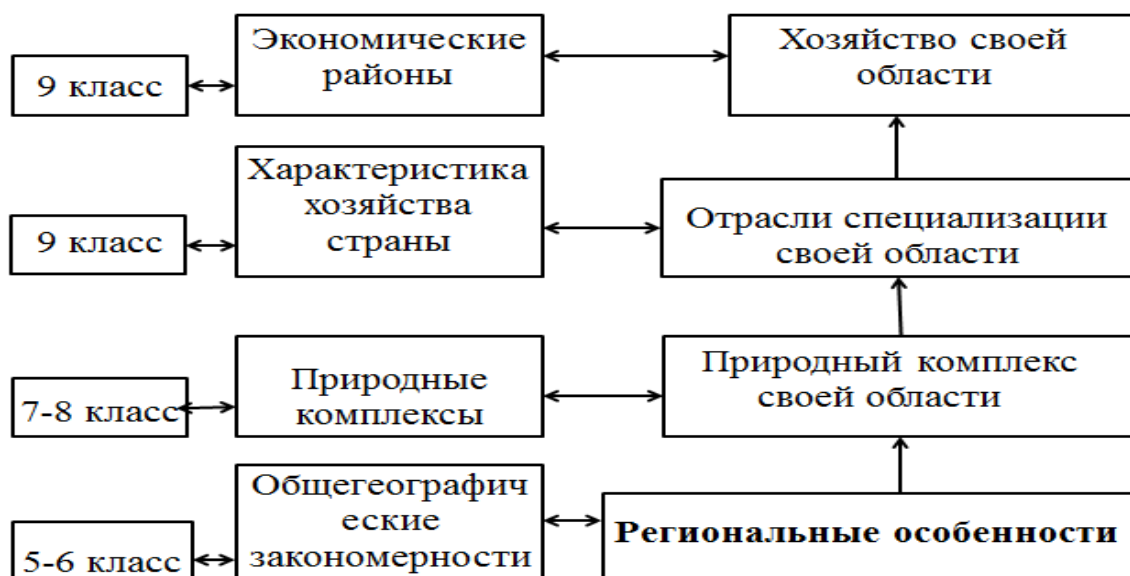 9 класс
Экономические
районы
Хозяйство своей
области
9 класс
Характеристика
хозяйства
страны
Отрасли специализации
своей области
7-8 класс
Природные
комплексы
Природный комплекс
своей области
5-6 класс
Общегеографич
еские
закономерности
Региональные особенности